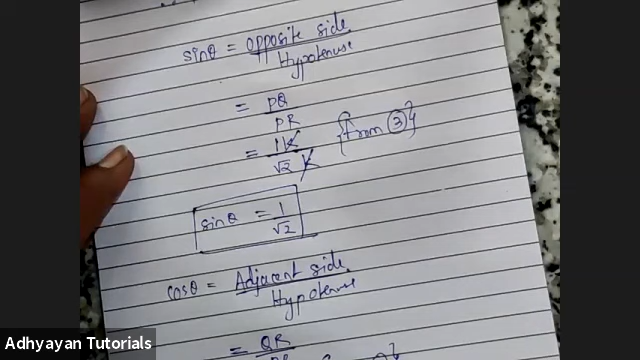 sinθ = Opposite side / Hypotenuse
= PQ / PR
= 1K / √2 K {from ③}
sinθ = 1 / √2
cosθ = Adjacent side / Hypotenuse
= QR
Adhyayan Tutorials